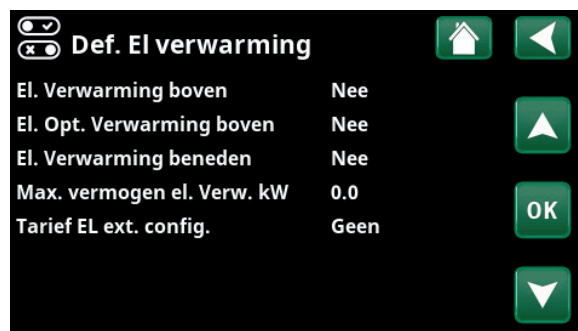 Def. El verwarming
El. Verwarming boven Nee
El. Opt. Verwarming boven Nee
El. Verwarming beneden Nee
Max. vermogen el. Verw. kW 0.0
Tarief EL ext. config. Geen
OK